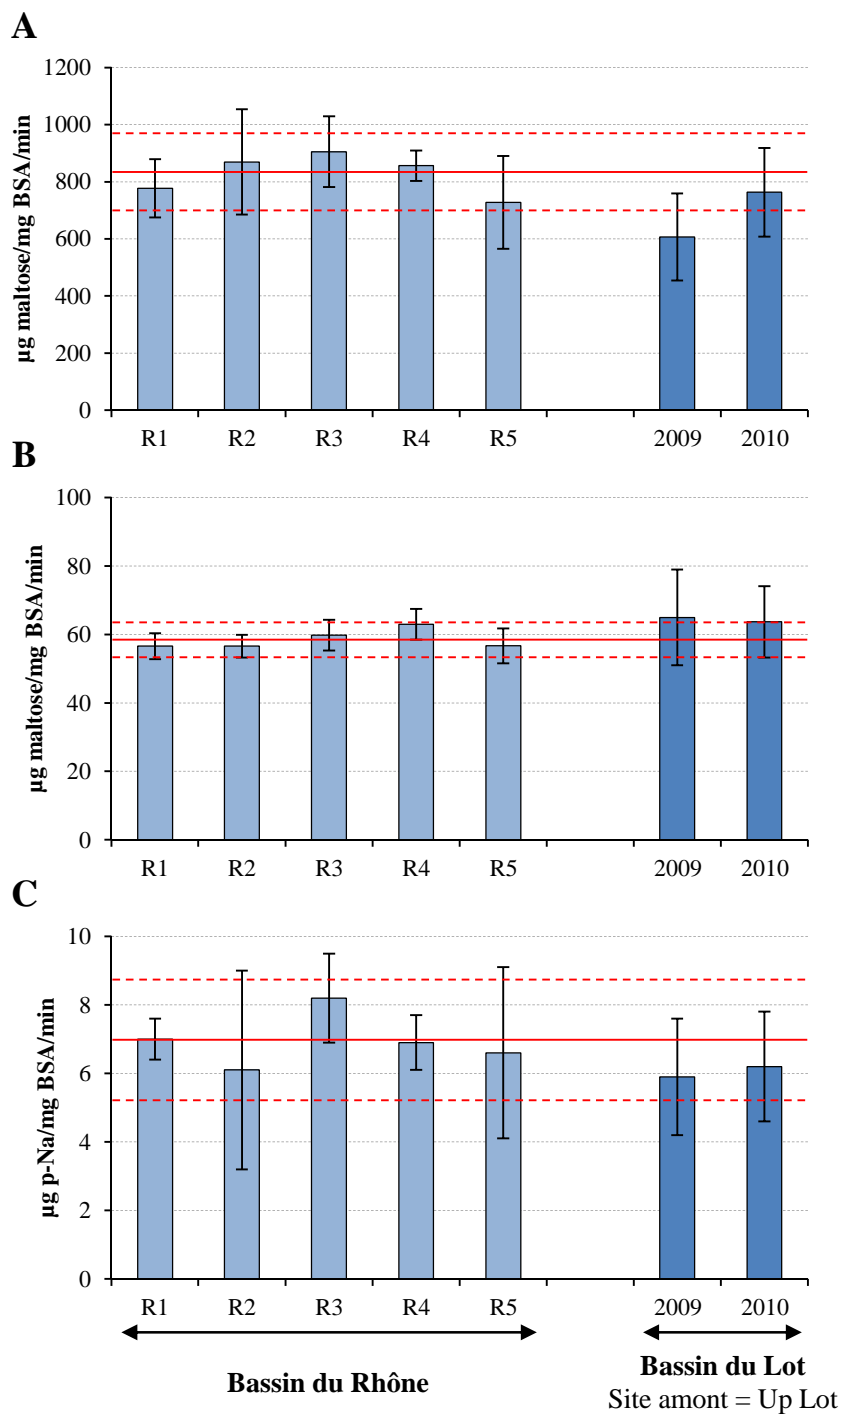 A
µg maltose/mg BSA/min
1200
1000
800
600
400
200
0
R1 R2 R3 R4 R5 2009 2010
B
µg maltose/mg BSA/min
100
80
60
40
20
0
R1 R2 R3 R4 R5 2009 2010
C
µg p-Na/mg BSA/min
10
8
6
4
2
0
R1 R2 R3 R4 R5 2009 2010
Bassin du Rhône
Bassin du Lot
Site amont = Up Lot